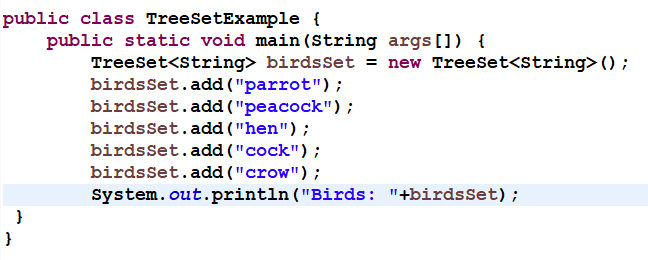 public class TreeSetExample {
    public static void main(String args[]) {
        TreeSet<String> birdsSet = new TreeSet<String>();
        birdsSet.add("parrot");
        birdsSet.add("peacock");
        birdsSet.add("hen");
        birdsSet.add("cock");
        birdsSet.add("crow");
        System.out.println("Birds: "+birdsSet);
 }
}